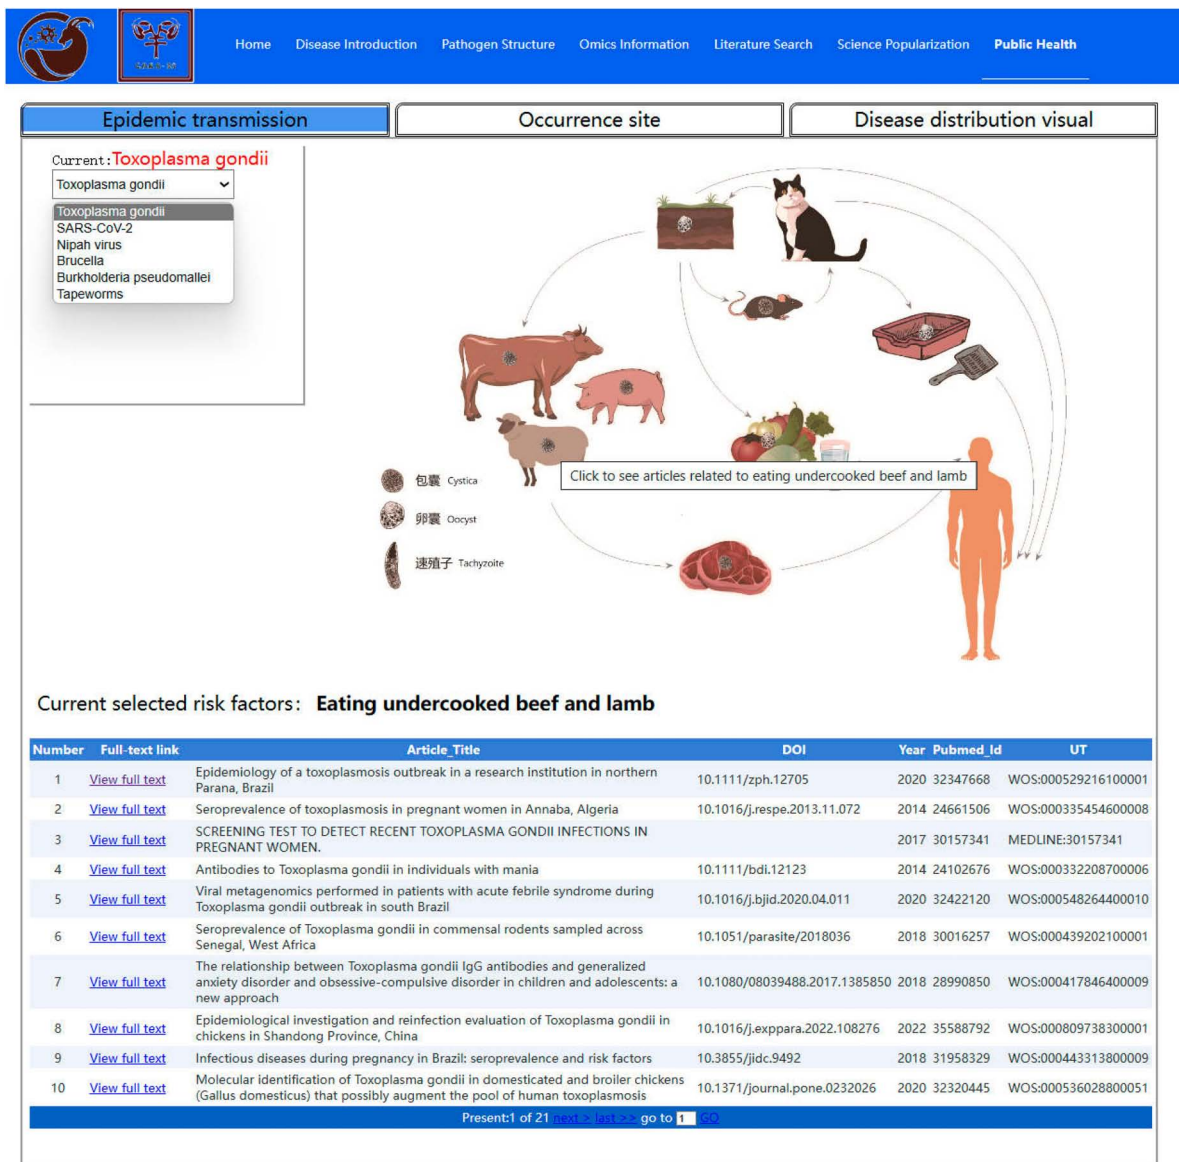 Home Disease Introduction Pathogen Structure Omics Information Literature Search Science Popularization Public Health
Epidemic transmission Occurrence site Disease distribution visual
Current:Toxoplasma gondii
Toxoplasma gondii
Toxoplasma gondii
SARS-CoV-2
Nipah virus
Brucella
Burkholderia pseudomallei
Tapeworms
Click to see articles related to eating undercooked beef and lamb
包囊 Cystica
卵囊 Oocyst
速殖子 Tachyzoite
Current selected risk factors: Eating undercooked beef and lamb
Number Full-text link Article_Title DOI Year Pubmed_Id UT
1 View full text Epidemiology of a toxoplasmosis outbreak in a research institution in northern
Parana, Brazil 10.1111/zph.12705 2020 32347668 WOS:000529216100001
2 View full text Seroprevalence of toxoplasmosis in pregnant women in Annaba, Algeria 10.1016/j.respe.2013.11.072 2014 24661506 WOS:000335454600008
3 View full text SCREENING TEST TO DETECT RECENT TOXOPLASMA GONDII INFECTIONS IN
PREGNANT WOMEN. 2017 30157341 MEDLINE:30157341
4 View full text Antibodies to Toxoplasma gondii in individuals with mania 10.1111/bdi.12123 2014 24102676 WOS:000332208700006
5 View full text Viral metagenomics performed in patients with acute febrile syndrome during
Toxoplasma gondii outbreak in south Brazil 10.1016/j.bjid.2020.04.011 2020 32422120 WOS:000548264400010
6 View full text Seroprevalence of Toxoplasma gondii in commensal rodents sampled across
Senegal, West Africa 10.1051/parasite/2018036 2018 30016257 WOS:000439202100001
7 View full text The relationship between Toxoplasma gondii IgG antibodies and generalized
anxiety disorder and obsessive-compulsive disorder in children and adolescents: a
new approach 10.1080/08039488.2017.1385850 2018 28990850 WOS:000417846400009
8 View full text Epidemiological investigation and reinfection evaluation of Toxoplasma gondii in
chickens in Shandong Province, China 10.1016/j.exppara.2022.108276 2022 35588792 WOS:000809738300001
9 View full text Infectious diseases during pregnancy in Brazil: seroprevalence and risk factors 10.3855/jidc.9492 2018 31958329 WOS:000443313800009
10 View full text Molecular identification of Toxoplasma gondii in domesticated and broiler chickens
(Gallus domesticus) that possibly augment the pool of human toxoplasmosis 10.1371/journal.pone.0232026 2020 32320445 WOS:000536028800051
Present:1 of 21 next > last >> go to 1 GO